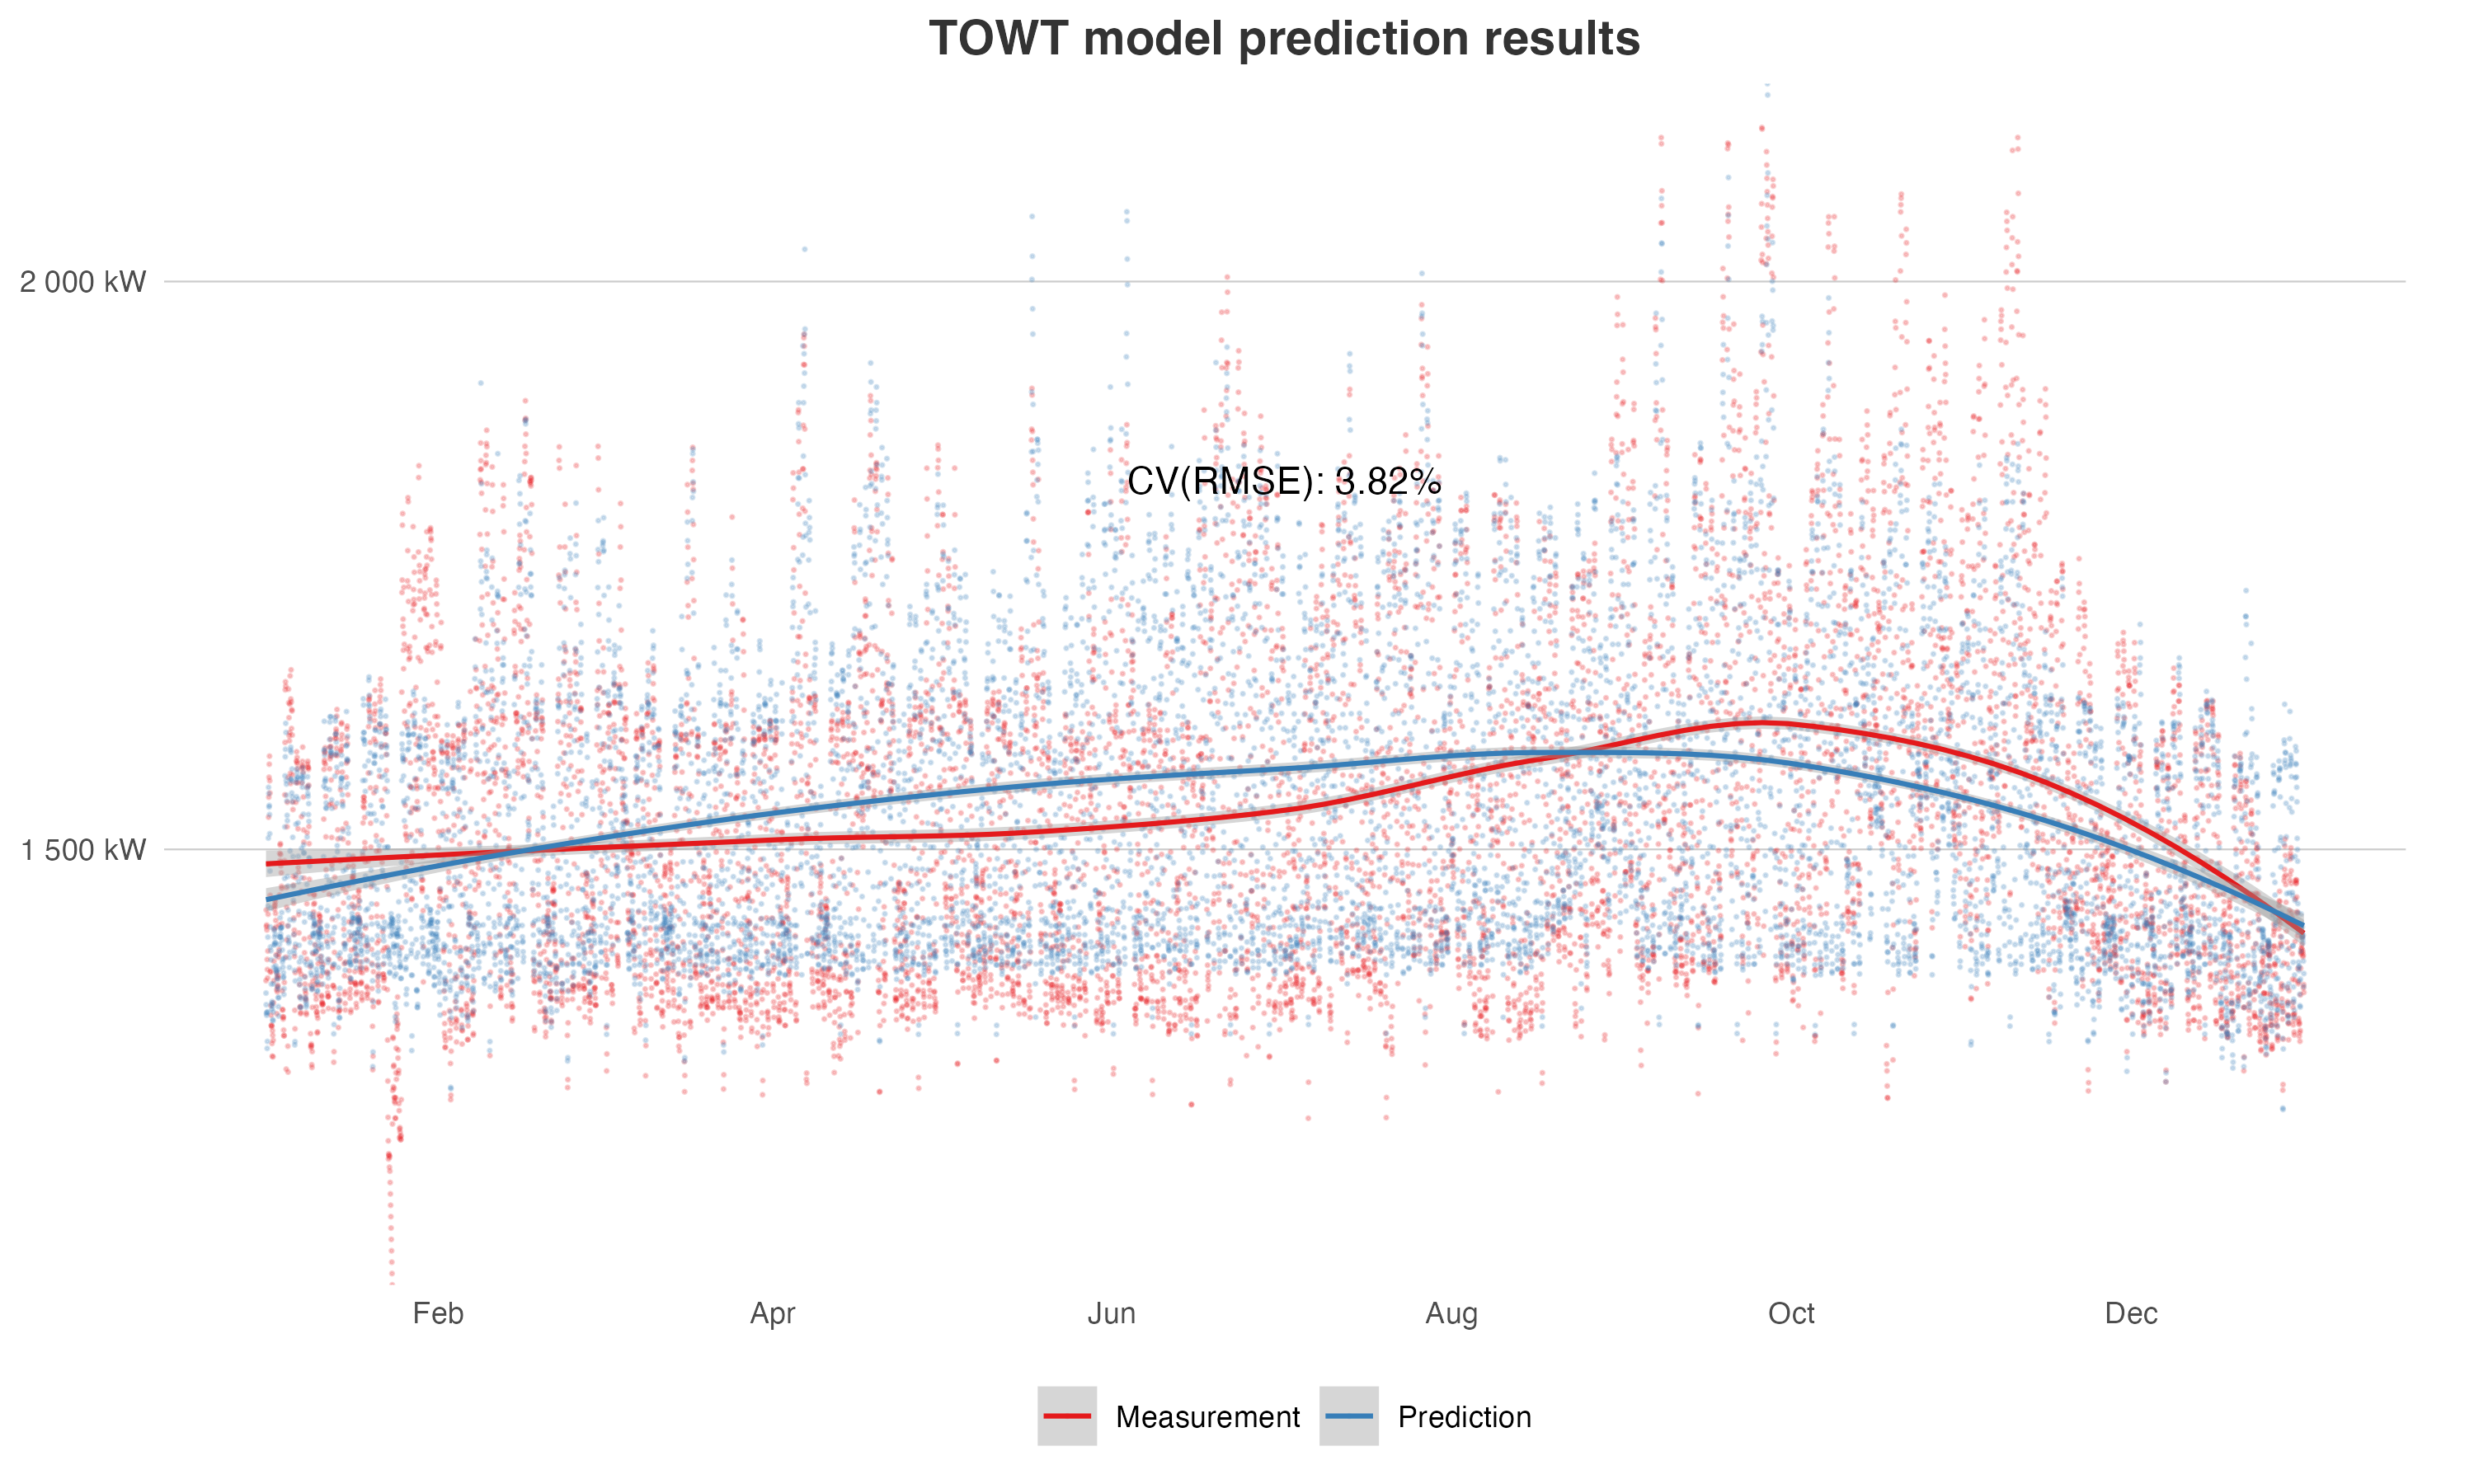 TOWT model prediction results
2 000 kW
CV(RMSE): 3.82%
1 500 kW
Feb Apr Jun Aug Oct Dec
Measurement Prediction